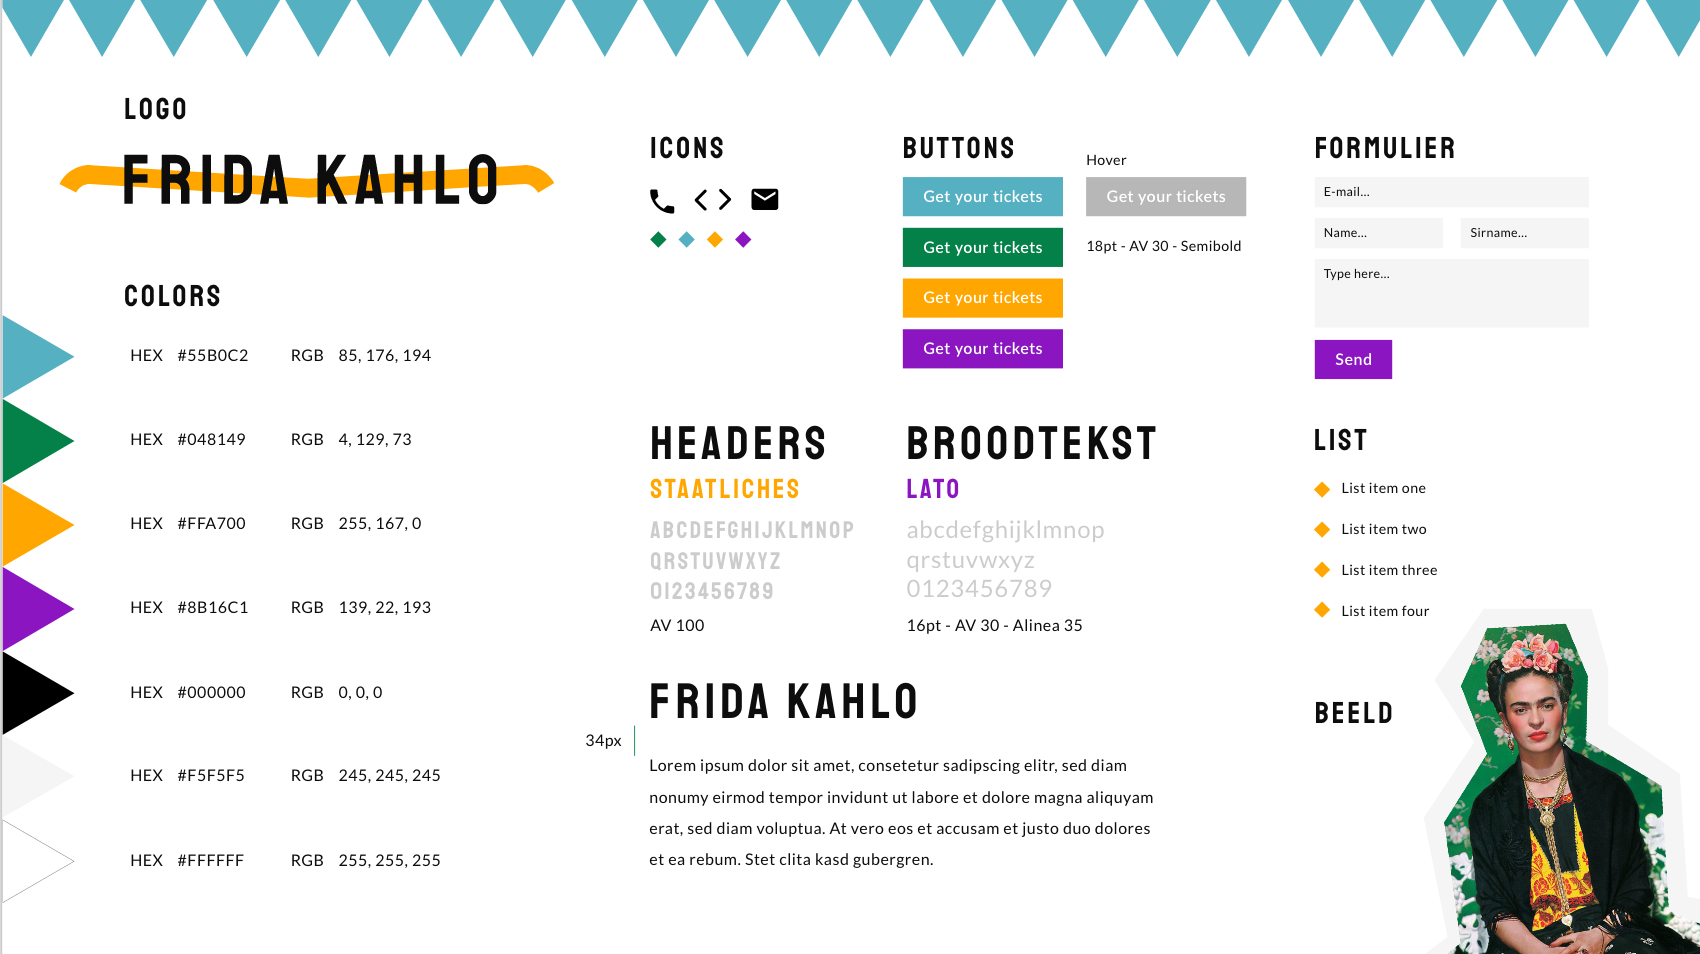 LOGO
FRIDA KAHLO
COLORS
HEX #55B0C2 RGB 85, 176, 194
HEX #048149 RGB 4, 129, 73
HEX #FFA700 RGB 255, 167, 0
HEX #8B16C1 RGB 139, 22, 193
HEX #000000 RGB 0, 0, 0
HEX #F5F5F5 RGB 245, 245, 245
HEX #FFFFFF RGB 255, 255, 255
ICONS
BUTTONS
Hover
Get your tickets
Get your tickets
Get your tickets
18pt - AV 30 - Semibold
Get your tickets
Get your tickets
FORMULIER
E-mail...
Name...
Sirname...
Type here...
Send
HEADERS
STAATLICHES
ABCDEFGHIJKLMNOP
QRSTUVWXYZ
0123456789
AV 100
BROODTEKST
LATO
abcdefghijklmnop
qrstuvwxyz
0123456789
16pt - AV 30 - Alinea 35
LIST
List item one
List item two
List item three
List item four
FRIDA KAHLO
34px
Lorem ipsum dolor sit amet, consetetur sadipscing elitr, sed diam
nonumy eirmod tempor invidunt ut labore et dolore magna aliquyam
erat, sed diam voluptua. At vero eos et accusam et justo duo dolores
et ea rebum. Stet clita kasd gubergren.
BEELD